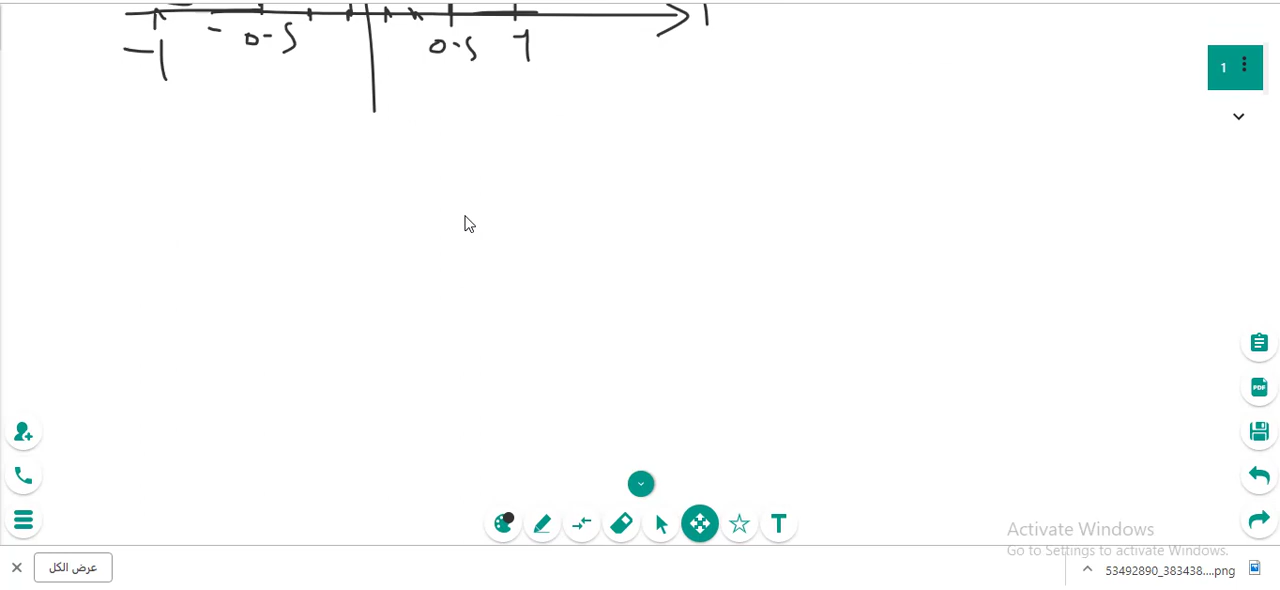 -1 -0.5 0.5 1
1
Activate Windows
Go to Settings to activate Windows.
PDF
T
عرض الكل
53492890_383438....png